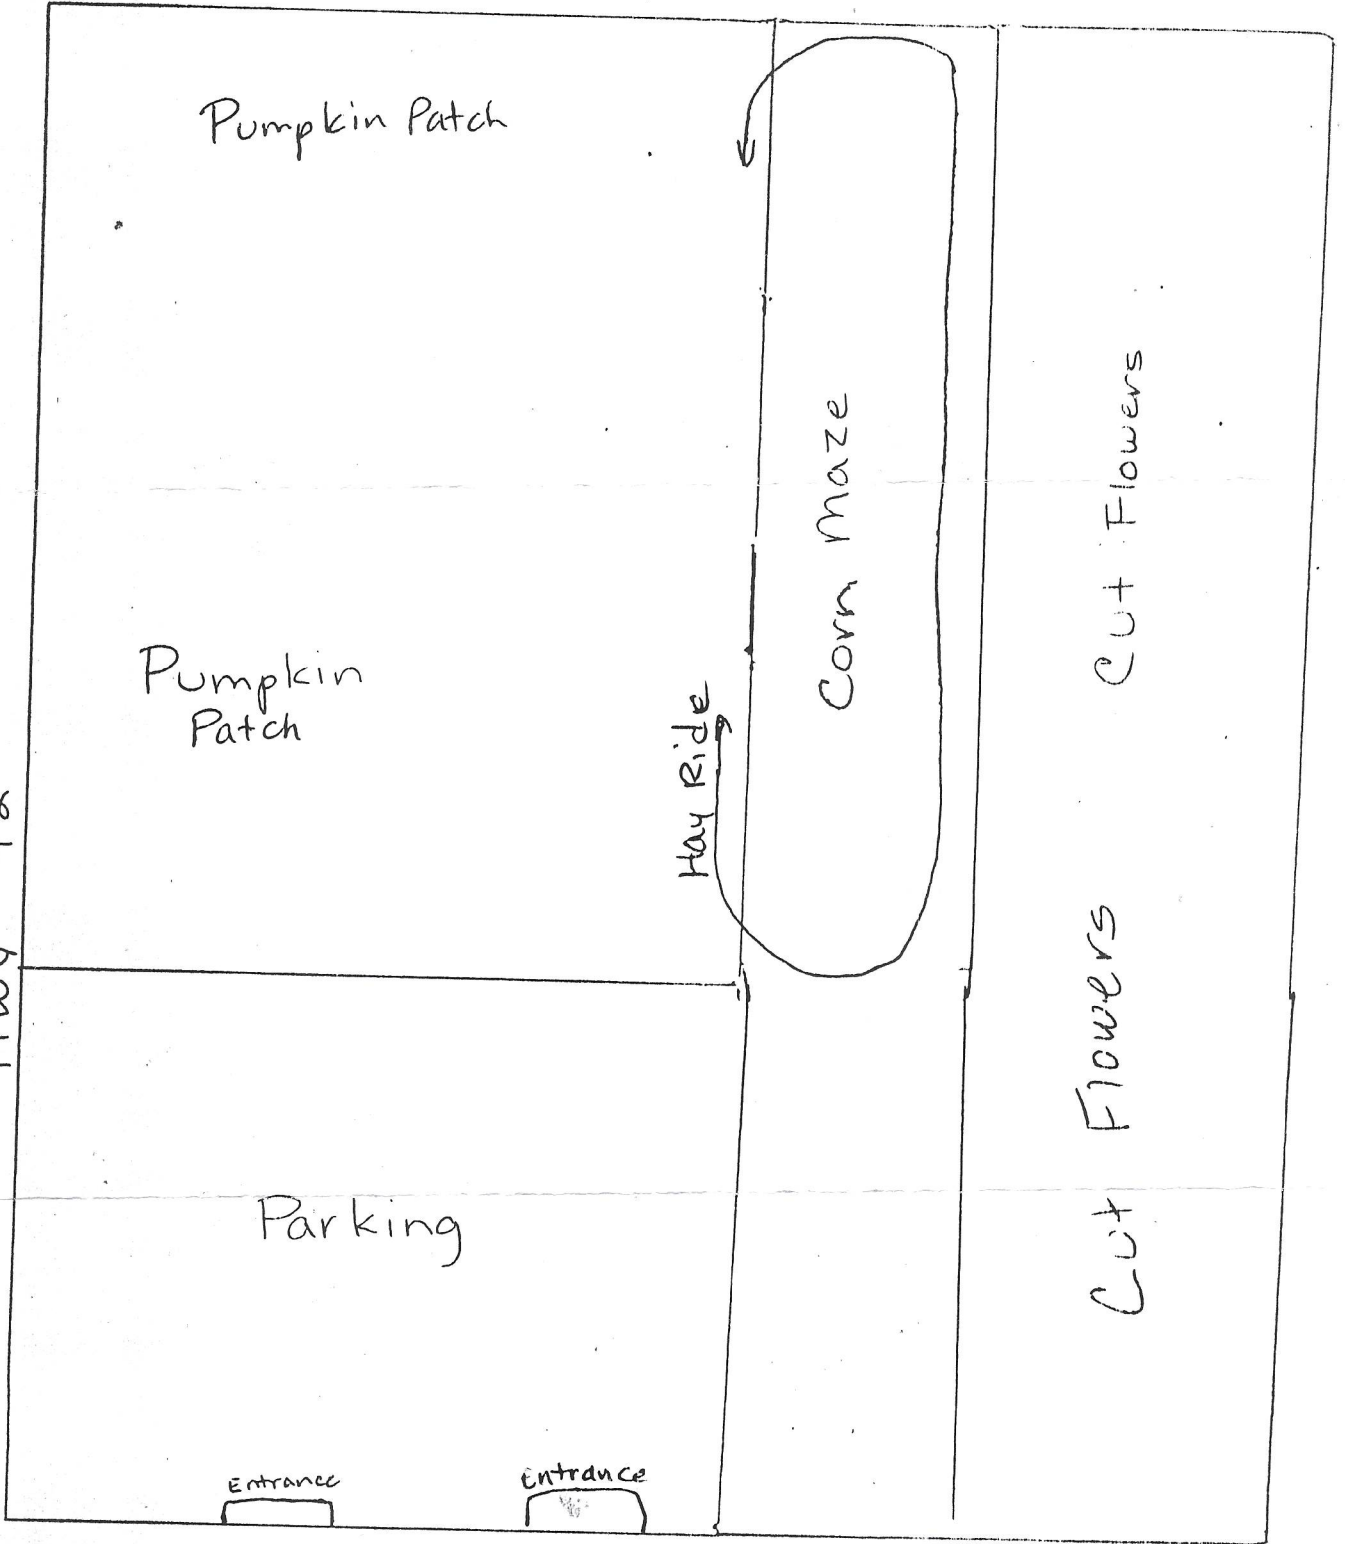 Pumpkin Patch
Corn Maze
Cut Flowers
Pumpkin
Patch
Hay Ride
Cut Flowers
Parking
Entrance
Entrance